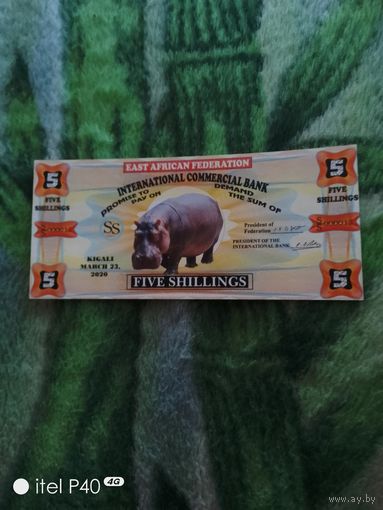 EAST AFRICAN FEDERATION
INTERNATIONAL COMMERCIAL BANK
PROMISE TO PAY ON DEMAND THE SUM OF
5
FIVE
SHILLINGS
5
FIVE
SHILLINGS
President of
Federation
PRESIDENT OF THE
INTERNATIONAL BANK
KIGALI
MARCH 23,
2020
5
FIVE SHILLINGS
5
itel P40 4G
www.ay.by